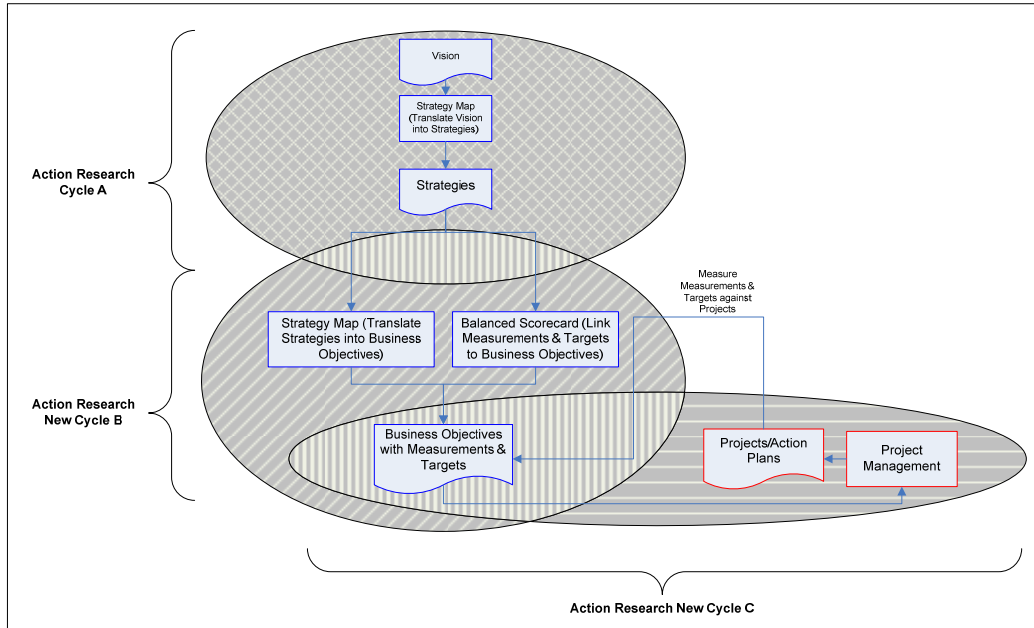 Vision
Strategy Map
(Translate Vision
into Strategies)
Strategies
Action Research
Cycle A
Measure
Measurements &
Targets against
Projects
Strategy Map (Translate
Strategies into Business
Objectives)
Balanced Scorecard (Link
Measurements & Targets
to Business Objectives)
Action Research
New Cycle B
Business Objectives
with Measurements &
Targets
Projects/Action
Plans
Project
Management
Action Research New Cycle C